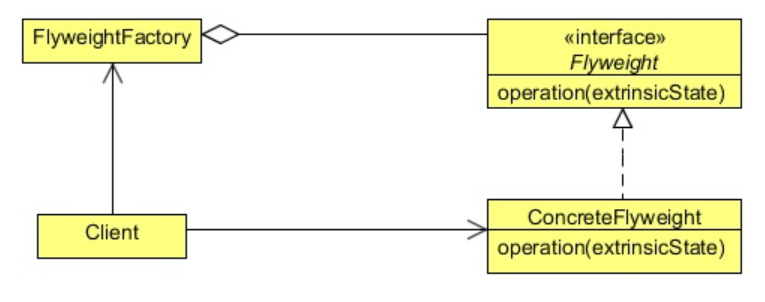 FlyweightFactory
«interface»
Flyweight
operation(extrinsicState)
Client
ConcreteFlyweight
operation(extrinsicState)